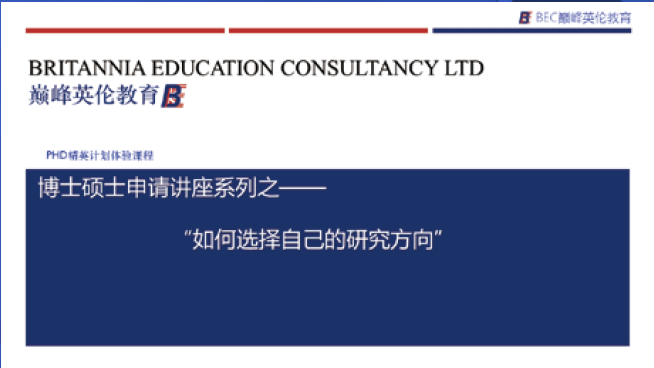 BEC巅峰英伦教育
BRITANNIA EDUCATION CONSULTANCY LTD
巅峰英伦教育
PHD精英计划体验课程
博士硕士申请讲座系列之——
“如何选择自己的研究方向”